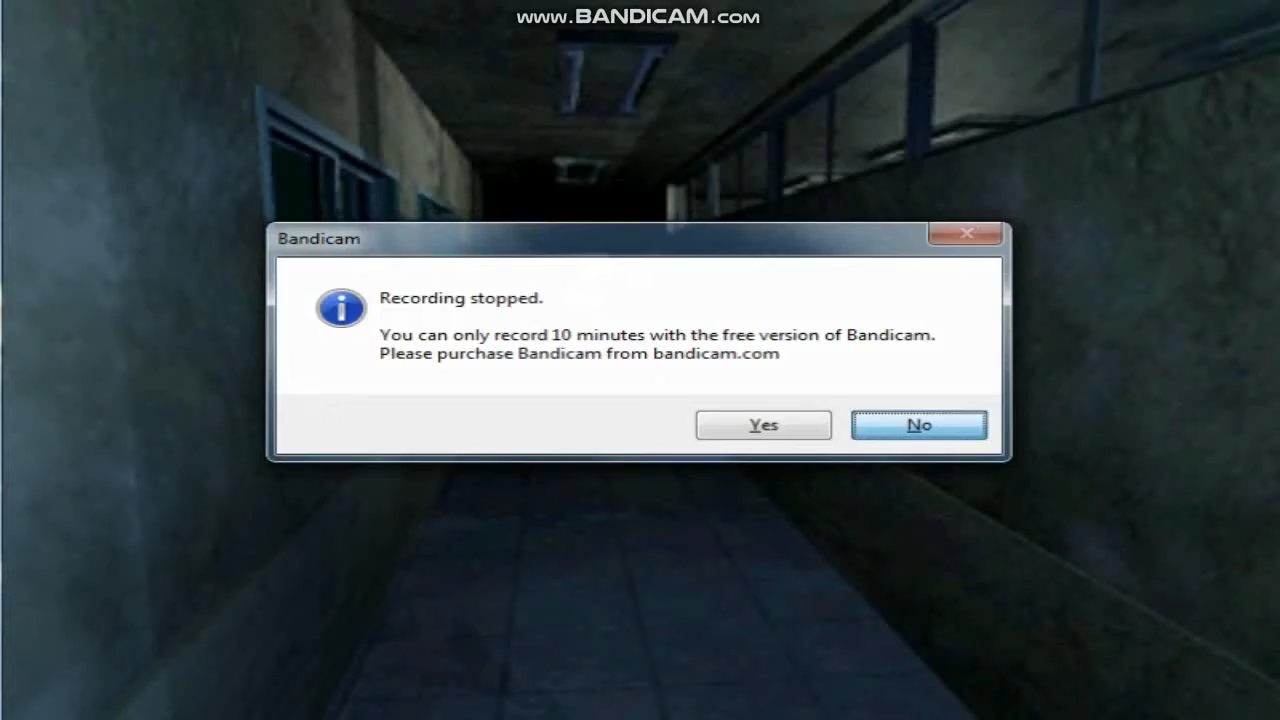 www.BANDICAM.com
Bandicam
Recording stopped.
You can only record 10 minutes with the free version of Bandicam.
Please purchase Bandicam from bandicam.com
Yes
No